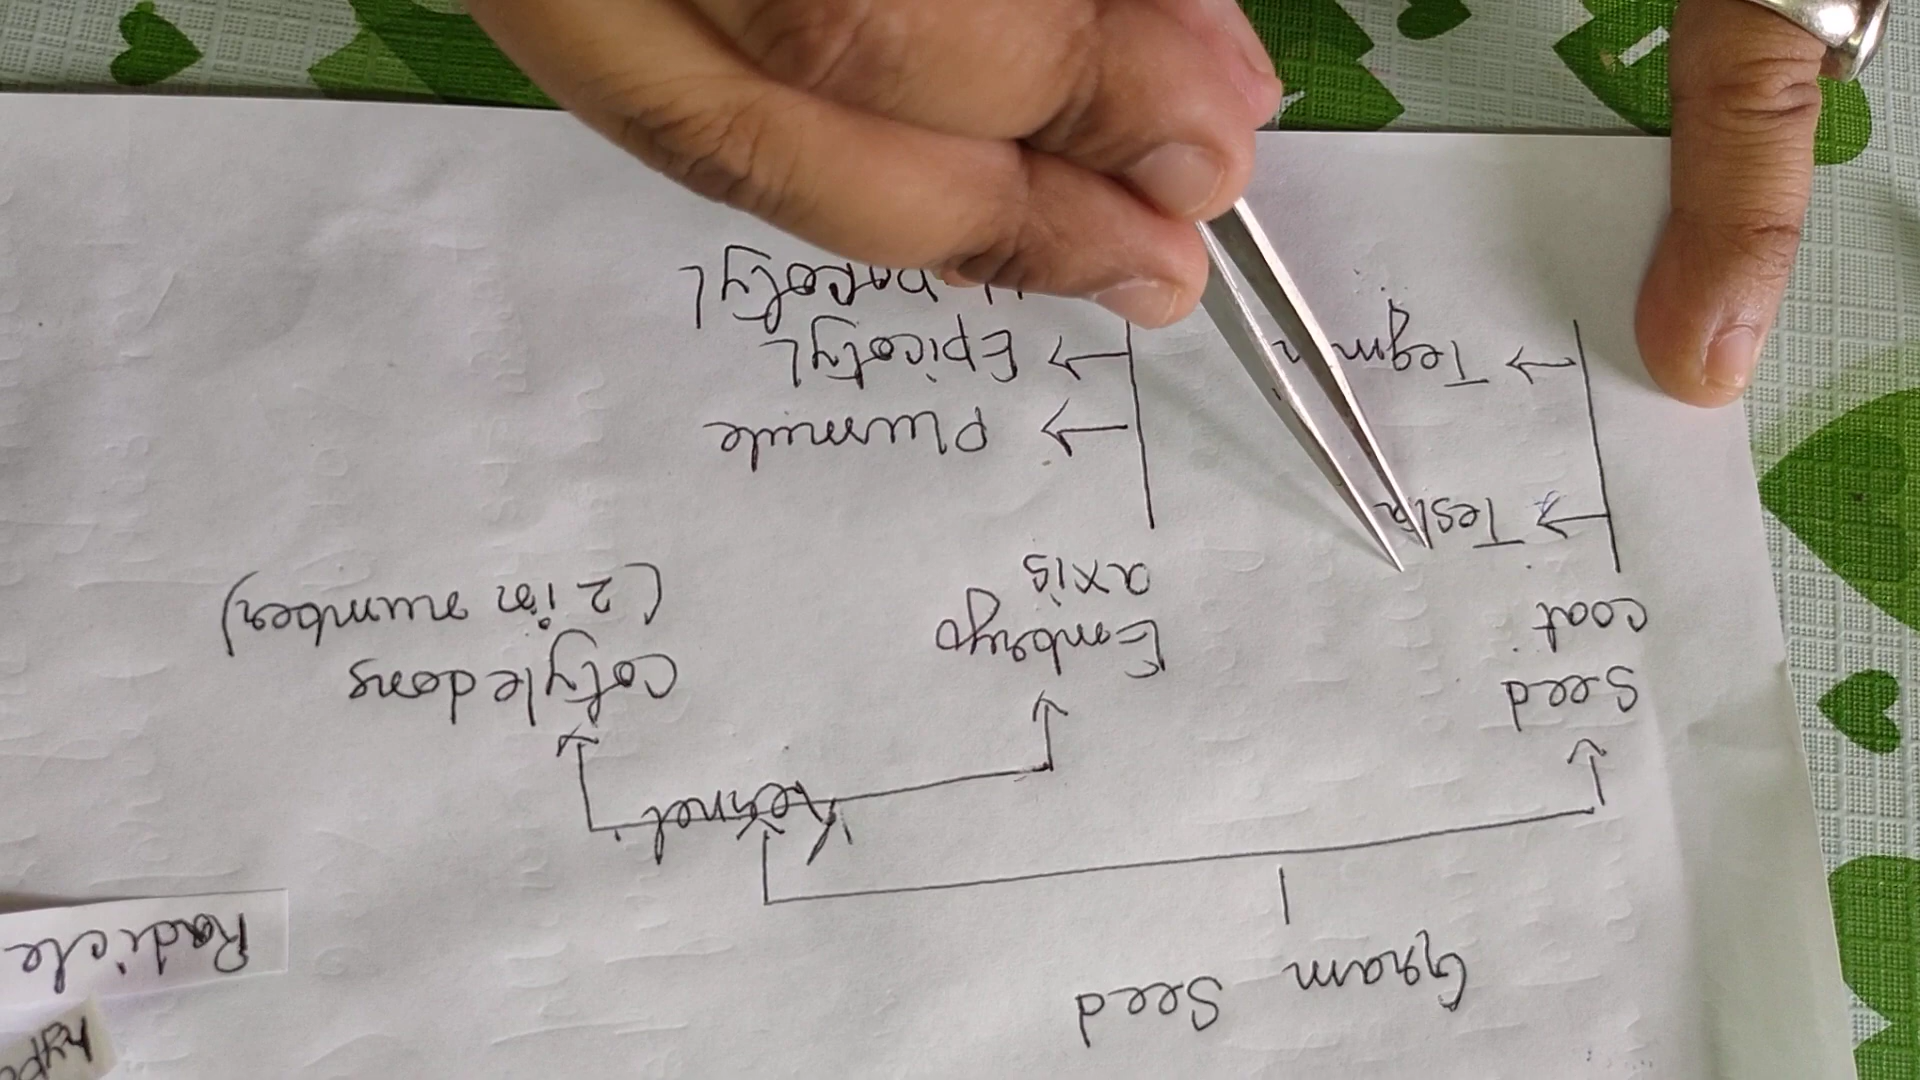 Gram Seed
Kernel
Seed
coat
Embryo
axis
Cotyledons
(2 in number)
→ Testa
→ Tegmen
→ Plumule
→ Epicotyl
Radicle